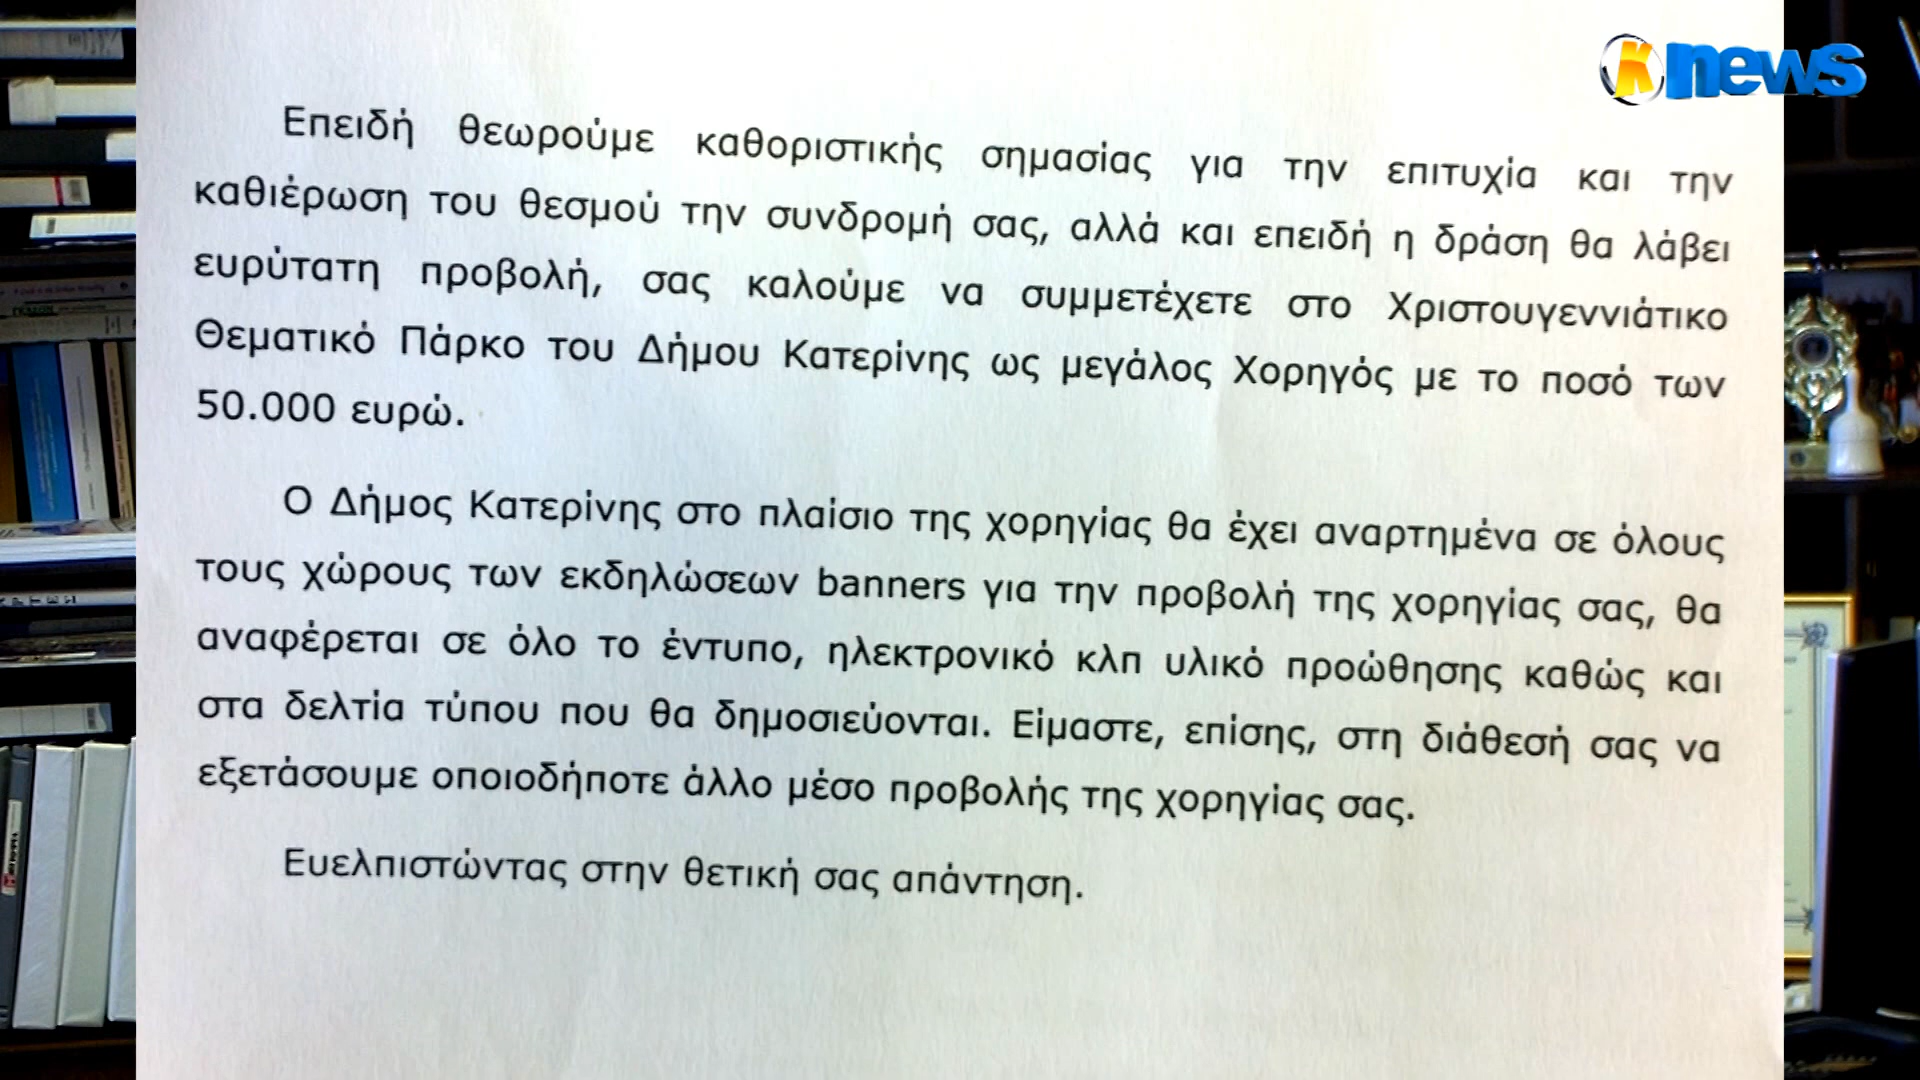 K news
Επειδή θεωρούμε καθοριστικής σημασίας για την επιτυχία και την
καθιέρωση του θεσμού την συνδρομή σας, αλλά και επειδή η δράση θα λάβει
ευρύτατη προβολή, σας καλούμε να συμμετέχετε στο Χριστουγεννιάτικο
Θεματικό Πάρκο του Δήμου Κατερίνης ως μεγάλος Χορηγός με το ποσό των
50.000 ευρώ.
Ο Δήμος Κατερίνης στο πλαίσιο της χορηγίας θα έχει αναρτημένα σε όλους
τους χώρους των εκδηλώσεων banners για την προβολή της χορηγίας σας, θα
αναφέρεται σε όλο το έντυπο, ηλεκτρονικό κλπ υλικό προώθησης καθώς και
στα δελτία τύπου που θα δημοσιεύονται. Είμαστε, επίσης, στη διάθεσή σας να
εξετάσουμε οποιοδήποτε άλλο μέσο προβολής της χορηγίας σας.
Ευελπιστώντας στην θετική σας απάντηση.